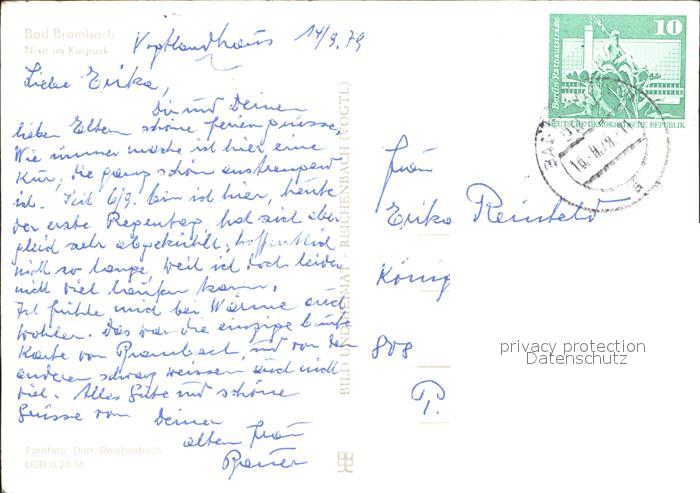 Bad Brambach
Nixe im Kurpark
Vogtlandhaus 14/9. 79
Liebe Erika,
Dir und Deinen
lieben Eltern schöne Feriengrüsse.
Wie immer mache ich hier eine
Kur, die ganz schön anstrengend
ist. Seit 6/9. bin ich hier, heute
der erste Regentag, hat sich aber
gleich sehr abgekühlt, hoffentlich
nicht so lange, weil ich doch leider
nicht viel laufen kann.
Ich fühle mich bei Wärme auch
wohler. Das war die einzige bunte
Karte von Brambach, und von den
anderen schwarz weissen auch nicht
viel. Alles Gute und schöne
Grüsse von Deiner
alten Frau
Farbfoto: Darr, Reichenbach
DDR 0,20 M
BILD UND HEIMAT · REICHENBACH (VOGTL)
10
Berlin, Rathausstraße
DEUTSCHE DEMOKRATISCHE REPUBLIK
Frau
Erika
König
808
privacy protection
Datenschutz